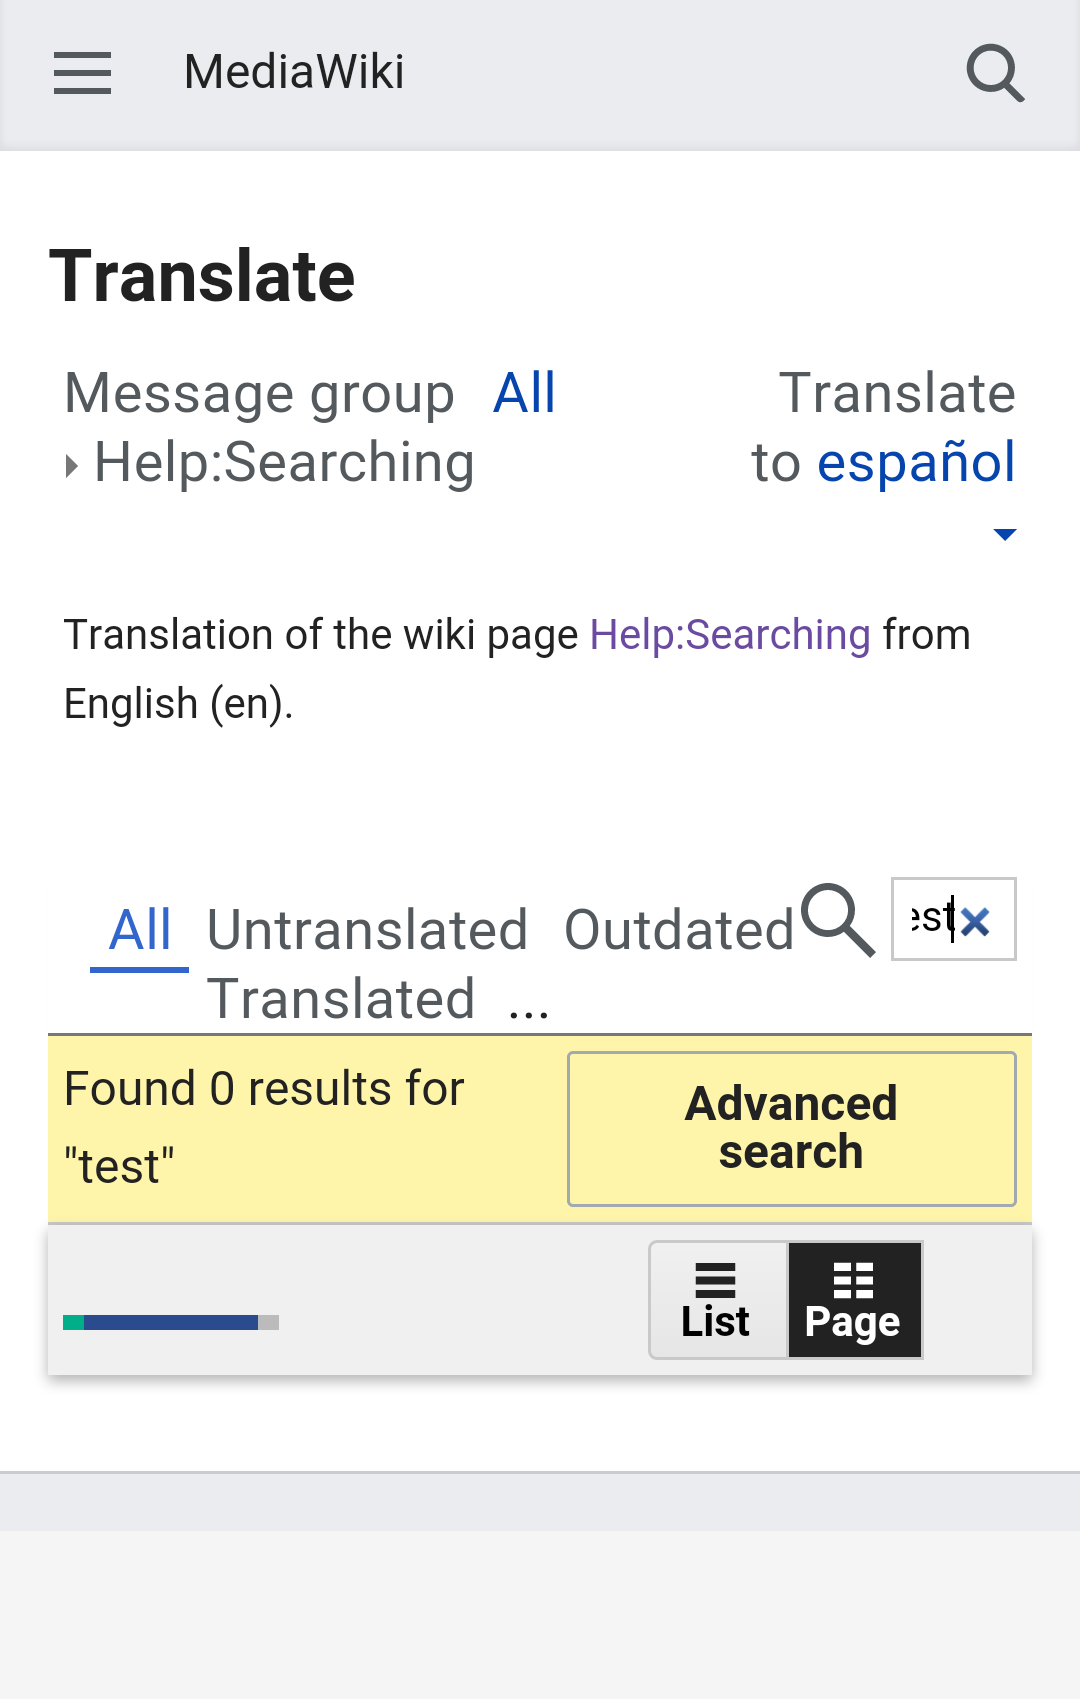 MediaWiki
Translate
Message group All
Help:Searching
Translate
to español
Translation of the wiki page Help:Searching from
English (en).
All Untranslated Outdated
Translated ...
est
Found 0 results for
"test"
Advanced
search
List
Page